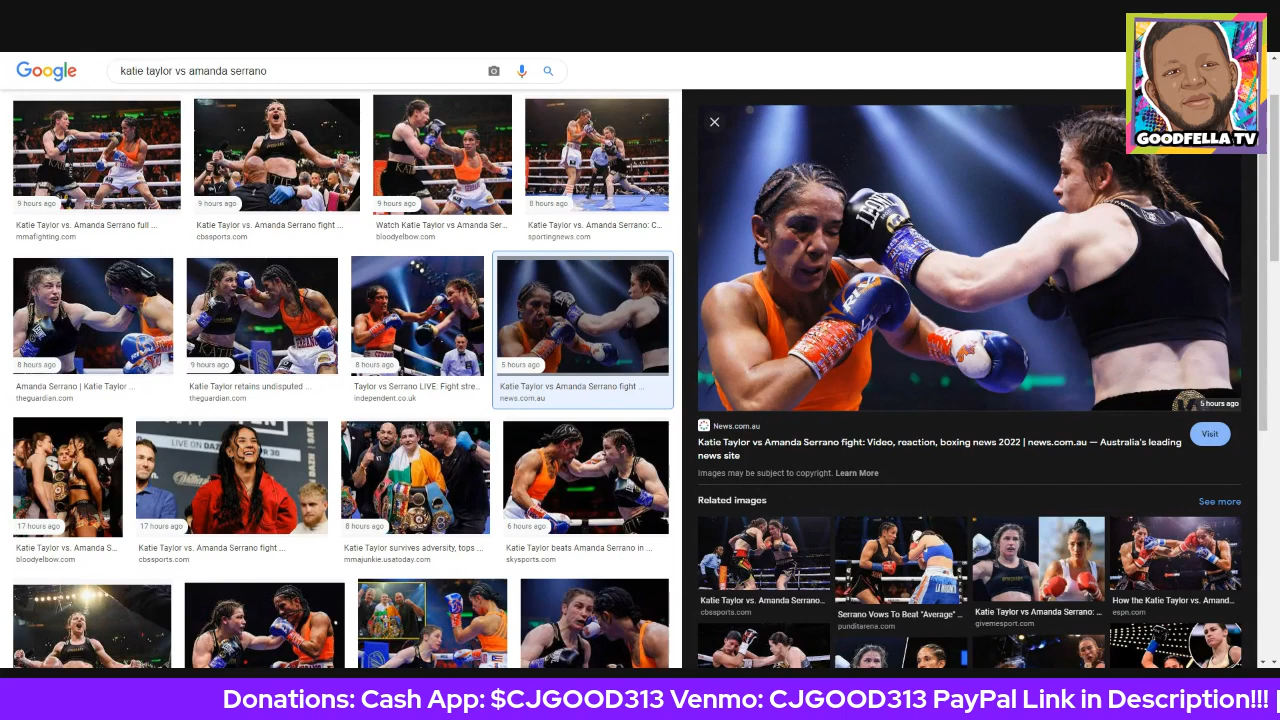 Google
katie taylor vs amanda serrano
GOODFELLA TV
9 hours ago
9 hours ago
9 hours ago
8 hours ago
Katie Taylor vs. Amanda Serrano full ...
mmafighting.com
Katie Taylor vs. Amanda Serrano fight ...
cbssports.com
Watch Katie Taylor vs Amanda Ser...
bloodyelbow.com
Katie Taylor vs. Amanda Serrano: C...
sportingnews.com
8 hours ago
9 hours ago
8 hours ago
5 hours ago
Amanda Serrano | Katie Taylor ...
theguardian.com
Katie Taylor retains undisputed ...
theguardian.com
Taylor vs Serrano LIVE: Fight stre...
independent.co.uk
Katie Taylor vs Amanda Serrano fight ...
news.com.au
LIVE ON DAZN
17 hours ago
17 hours ago
8 hours ago
6 hours ago
Katie Taylor vs. Amanda S...
bloodyelbow.com
Katie Taylor vs. Amanda Serrano fight ...
cbssports.com
Katie Taylor survives adversity, tops ...
mmajunkie.usatoday.com
Katie Taylor beats Amanda Serrano in ...
skysports.com
LEONE
5 hours ago
News.com.au
Katie Taylor vs Amanda Serrano fight: Video, reaction, boxing news 2022 | news.com.au — Australia's leading
news site
Visit
Images may be subject to copyright. Learn More
Related images
See more
Katie Taylor vs. Amanda Serrano...
cbssports.com
Serrano Vows To Beat "Average" ...
punditarena.com
Katie Taylor vs Amanda Serrano: ...
givemesport.com
How the Katie Taylor vs. Amand...
espn.com
Donations: Cash App: $CJGOOD313 Venmo: CJGOOD313 PayPal Link in Description!!!